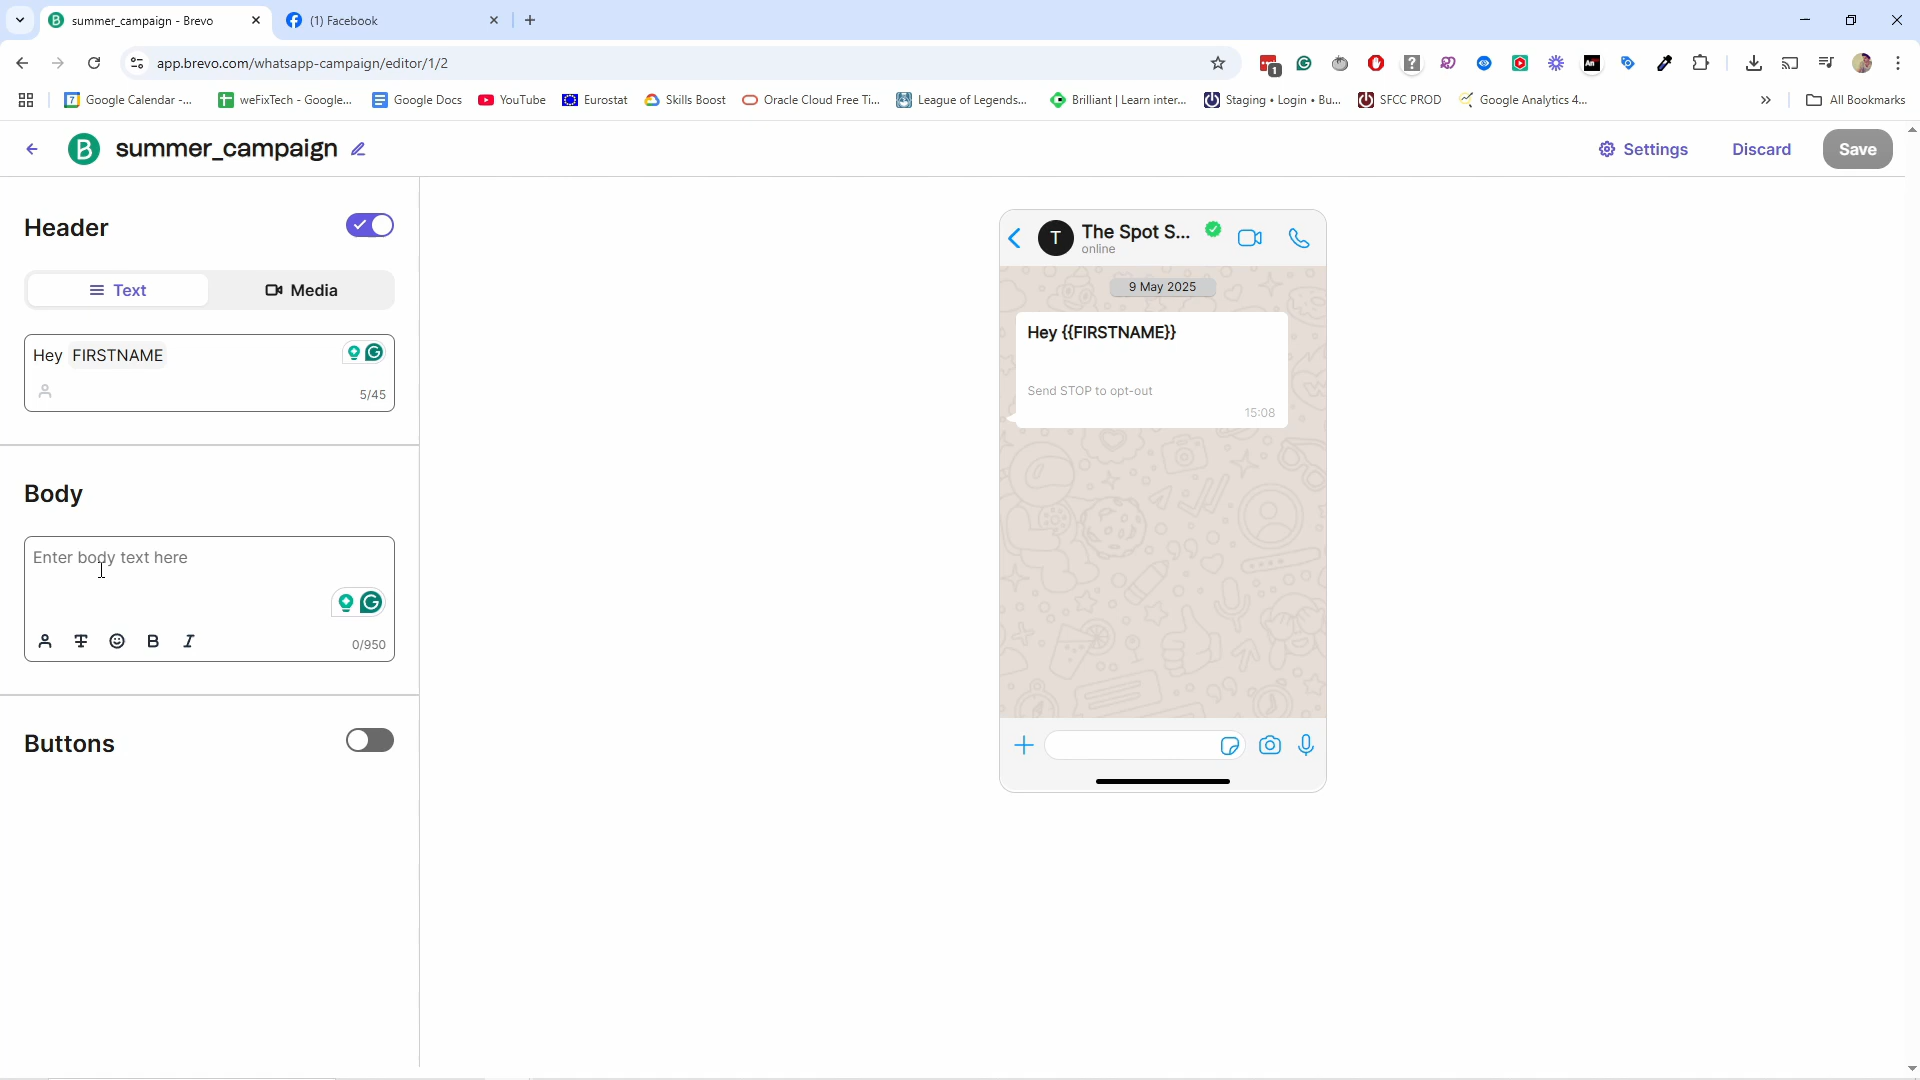 summer_campaign - Brevo
(1) Facebook
app.brevo.com/whatsapp-campaign/editor/1/2
1
Google Calendar -...
weFixTech - Google...
Google Docs
YouTube
Eurostat
Skills Boost
Oracle Cloud Free Ti...
League of Legends...
Brilliant | Learn inter...
Staging • Login • Bu...
SFCC PROD
Google Analytics 4...
All Bookmarks
B summer_campaign
Settings
Discard
Save
Header
Text
Media
Hey FIRSTNAME
5/45
Body
Enter body text here
0/950
Buttons
T
The Spot S...
online
9 May 2025
Hey {{FIRSTNAME}}
Send STOP to opt-out
15:08